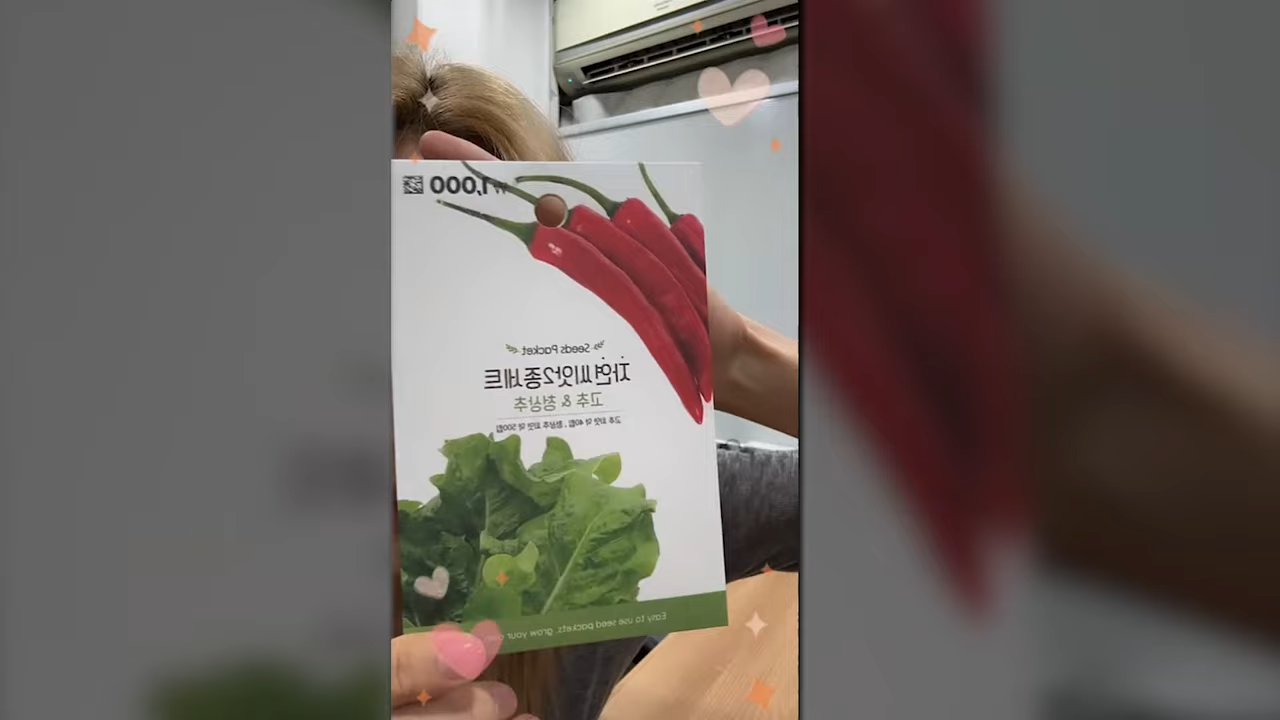 ₩1,000
Seeds Packet
자연씨앗2종세트
고추 & 청상추
고추 씨앗 약 40립, 청상추 씨앗 약 500립
Easy to use seed packets, grow your own